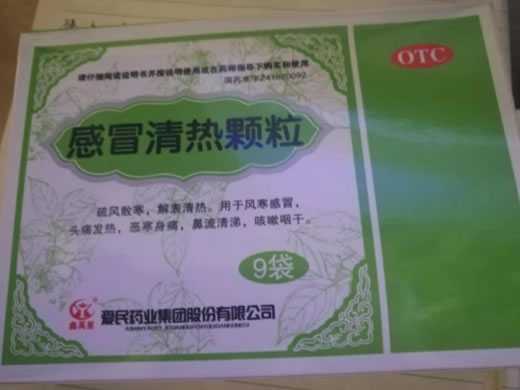 OTC
请仔细阅读说明书并按说明使用或在药师指导下购买和使用
国药准字Z41020092
感冒清热颗粒
疏风散寒，解表清热。用于风寒感冒，
头痛发热，恶寒身痛，鼻流清涕，咳嗽咽干。
9袋
爱民药业集团股份有限公司